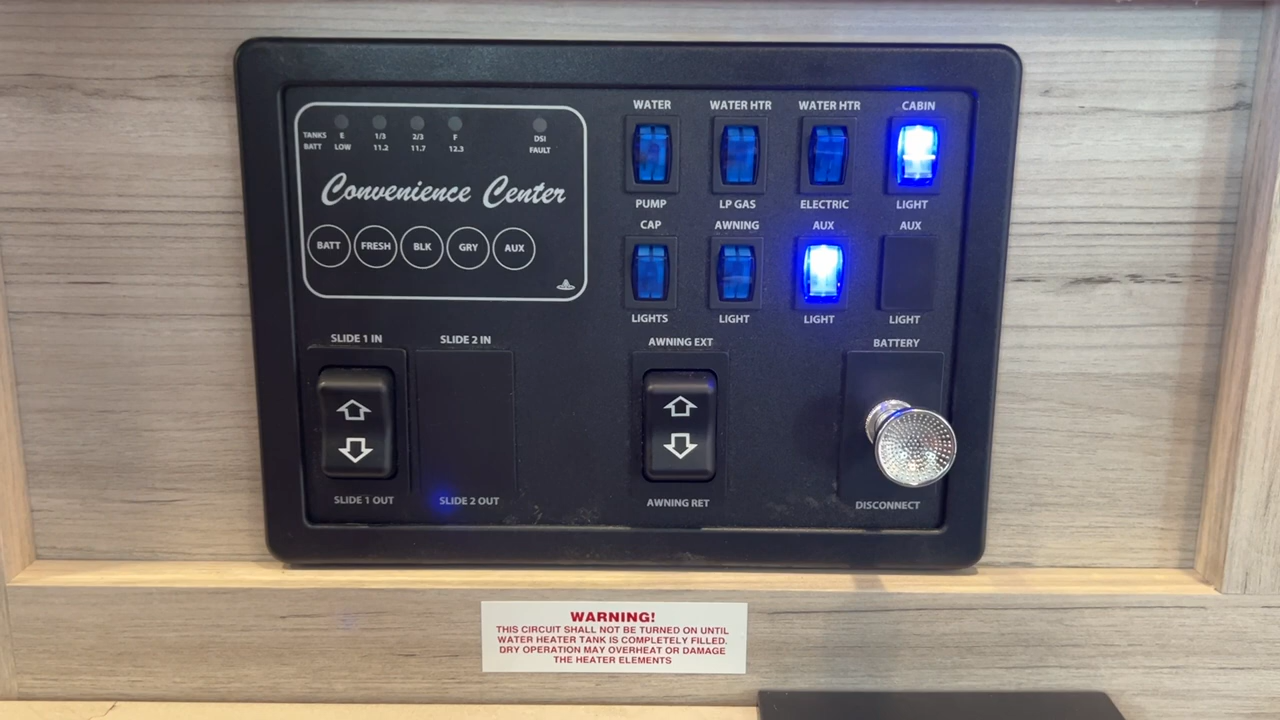 TANKS E 1/3 2/3 F DSI
BATT LOW 11.2 11.7 12.3 FAULT
Convenience Center
BATT FRESH BLK GRY AUX
WATER WATER HTR WATER HTR CABIN
PUMP LP GAS ELECTRIC LIGHT
CAP AWNING AUX AUX
LIGHTS LIGHT LIGHT LIGHT
SLIDE 1 IN SLIDE 2 IN AWNING EXT BATTERY
SLIDE 1 OUT SLIDE 2 OUT AWNING RET DISCONNECT
WARNING!
THIS CIRCUIT SHALL NOT BE TURNED ON UNTIL
WATER HEATER TANK IS COMPLETELY FILLED.
DRY OPERATION MAY OVERHEAT OR DAMAGE
THE HEATER ELEMENTS